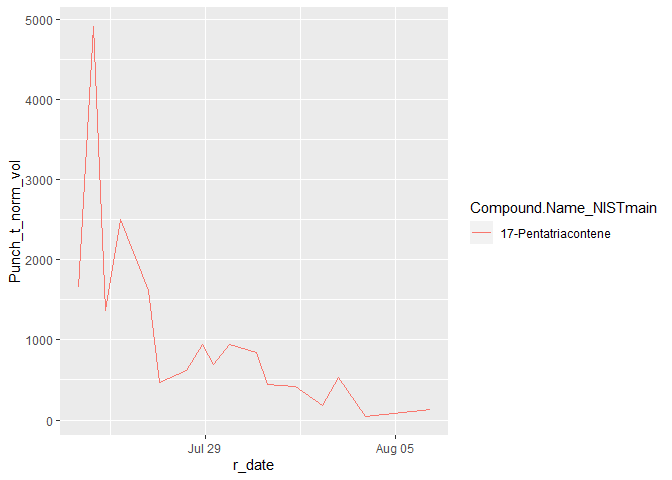 5000
4000
3000
2000
1000
0
Punch_t_norm_vol
Jul 29
Aug 05
r_date
Compound.Name_NISTmain
17-Pentatriacontene